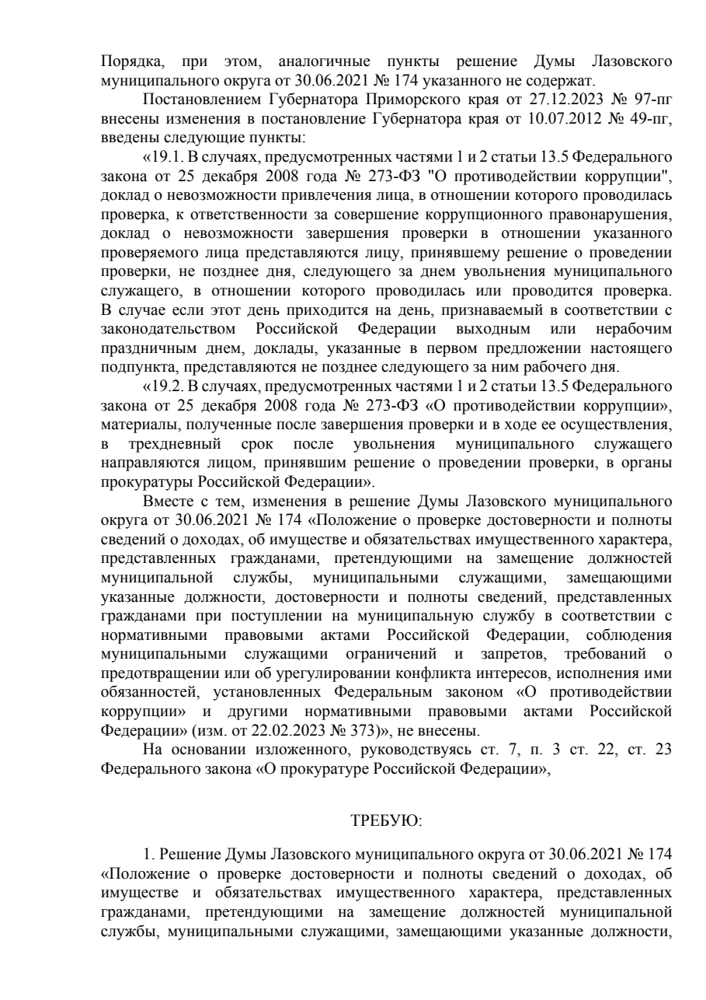 Порядка, при этом, аналогичные пункты решение Думы Лазовского
муниципального округа от 30.06.2021 № 174 указанного не содержат.
Постановлением Губернатора Приморского края от 27.12.2023 № 97-пг
внесены изменения в постановление Губернатора края от 10.07.2012 № 49-пг,
введены следующие пункты:
«19.1. В случаях, предусмотренных частями 1 и 2 статьи 13.5 Федерального
закона от 25 декабря 2008 года № 273-ФЗ "О противодействии коррупции",
доклад о невозможности привлечения лица, в отношении которого проводилась
проверка, к ответственности за совершение коррупционного правонарушения,
доклад о невозможности завершения проверки в отношении указанного
проверяемого лица представляются лицу, принявшему решение о проведении
проверки, не позднее дня, следующего за днем увольнения муниципального
служащего, в отношении которого проводилась или проводится проверка.
В случае если этот день приходится на день, признаваемый в соответствии с
законодательством Российской Федерации выходным или нерабочим
праздничным днем, доклады, указанные в первом предложении настоящего
подпункта, представляются не позднее следующего за ним рабочего дня.
«19.2. В случаях, предусмотренных частями 1 и 2 статьи 13.5 Федерального
закона от 25 декабря 2008 года № 273-ФЗ «О противодействии коррупции»,
материалы, полученные после завершения проверки и в ходе ее осуществления,
в трехдневный срок после увольнения муниципального служащего
направляются лицом, принявшим решение о проведении проверки, в органы
прокуратуры Российской Федерации».
Вместе с тем, изменения в решение Думы Лазовского муниципального
округа от 30.06.2021 № 174 «Положение о проверке достоверности и полноты
сведений о доходах, об имуществе и обязательствах имущественного характера,
представленных гражданами, претендующими на замещение должностей
муниципальной службы, муниципальными служащими, замещающими
указанные должности, достоверности и полноты сведений, представленных
гражданами при поступлении на муниципальную службу в соответствии с
нормативными правовыми актами Российской Федерации, соблюдения
муниципальными служащими ограничений и запретов, требований о
предотвращении или об урегулировании конфликта интересов, исполнения ими
обязанностей, установленных Федеральным законом «О противодействии
коррупции» и другими нормативными правовыми актами Российской
Федерации» (изм. от 22.02.2023 № 373)», не внесены.
На основании изложенного, руководствуясь ст. 7, п. 3 ст. 22, ст. 23
Федерального закона «О прокуратуре Российской Федерации»,
ТРЕБУЮ:
1. Решение Думы Лазовского муниципального округа от 30.06.2021 № 174
«Положение о проверке достоверности и полноты сведений о доходах, об
имуществе и обязательствах имущественного характера, представленных
гражданами, претендующими на замещение должностей муниципальной
службы, муниципальными служащими, замещающими указанные должности,